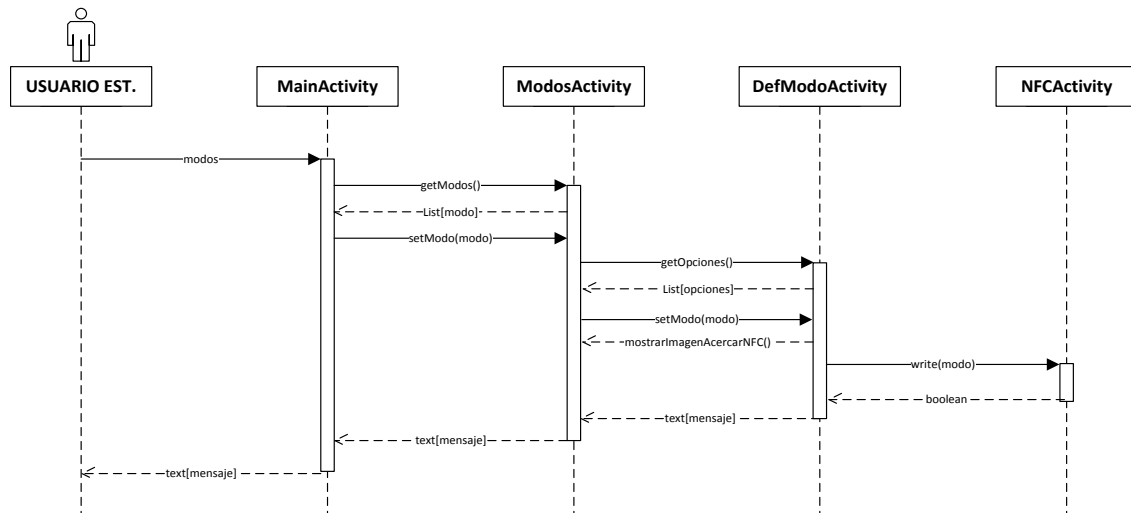 USUARIO EST.
MainActivity
ModosActivity
DefModoActivity
NFCActivity
modos
getModos()
List[modo]
setModo(modo)
getOpciones()
List[opciones]
setModo(modo)
mostrarImagenAcercarNFC()
write(modo)
boolean
text[mensaje]
text[mensaje]
text[mensaje]